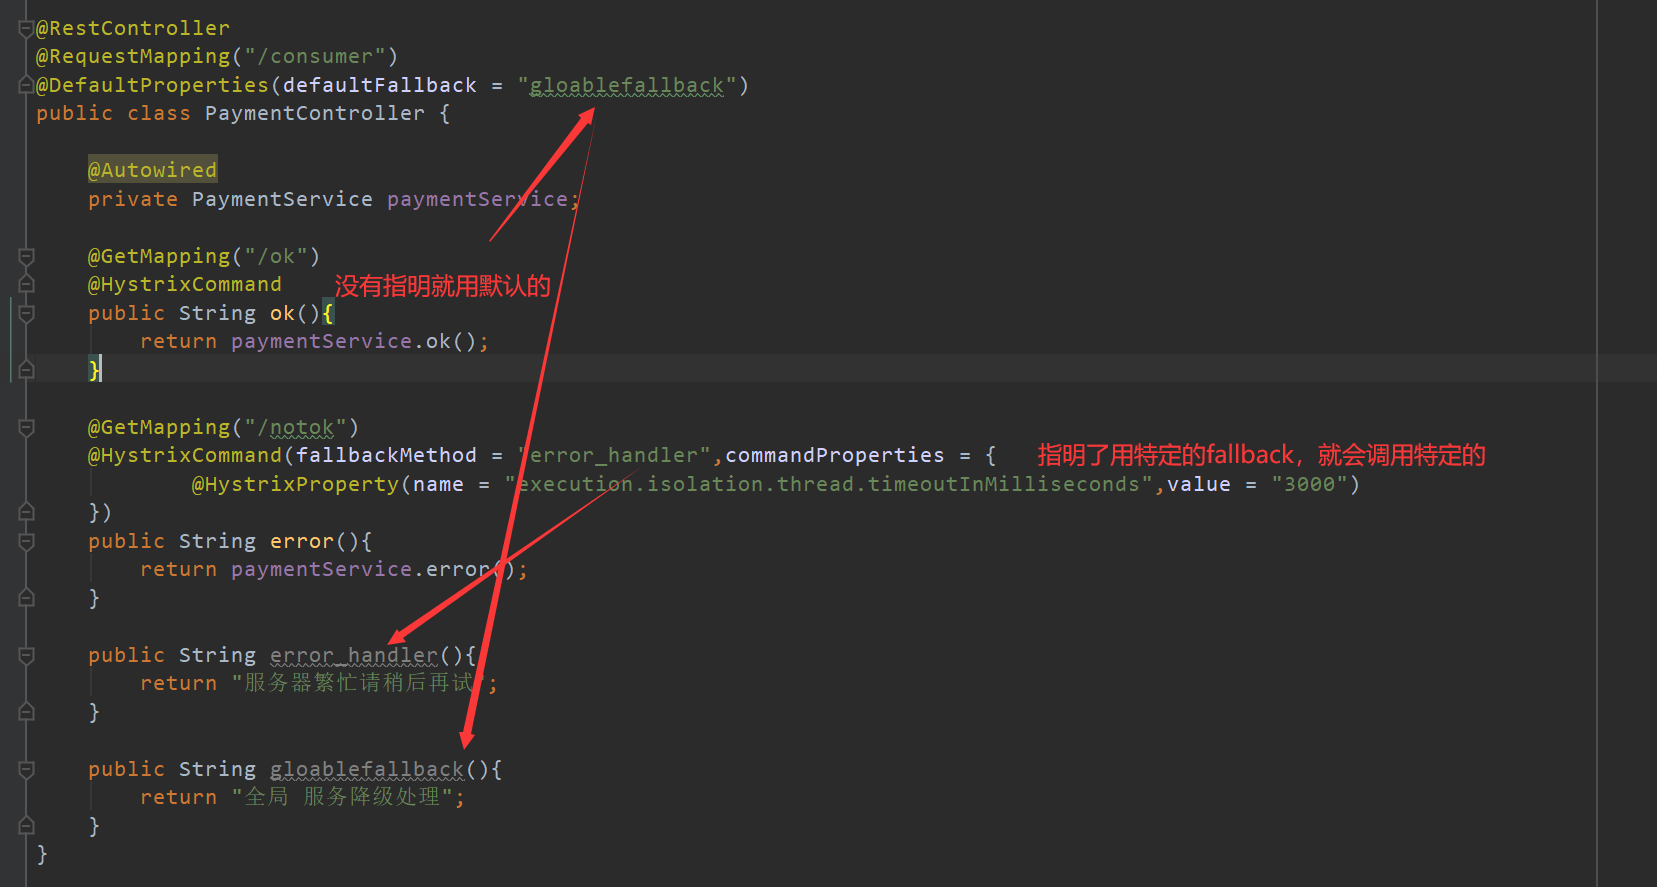 @RestController
@RequestMapping("/consumer")
@DefaultProperties(defaultFallback = "gloablefallback")
public class PaymentController {
@Autowired
private PaymentService paymentService;
@GetMapping("/ok")
@HystrixCommand 没有指明就用默认的
public String ok(){
return paymentService.ok();
}
@GetMapping("/notok")
@HystrixCommand(fallbackMethod = "error_handler",commandProperties = { 指明了用特定的fallback，就会调用特定的
@HystrixProperty(name = "execution.isolation.thread.timeoutInMilliseconds",value = "3000")
})
public String error(){
return paymentService.error();
}
public String error_handler(){
return "服务器繁忙请稍后再试";
}
public String gloablefallback(){
return "全局 服务降级处理";
}
}